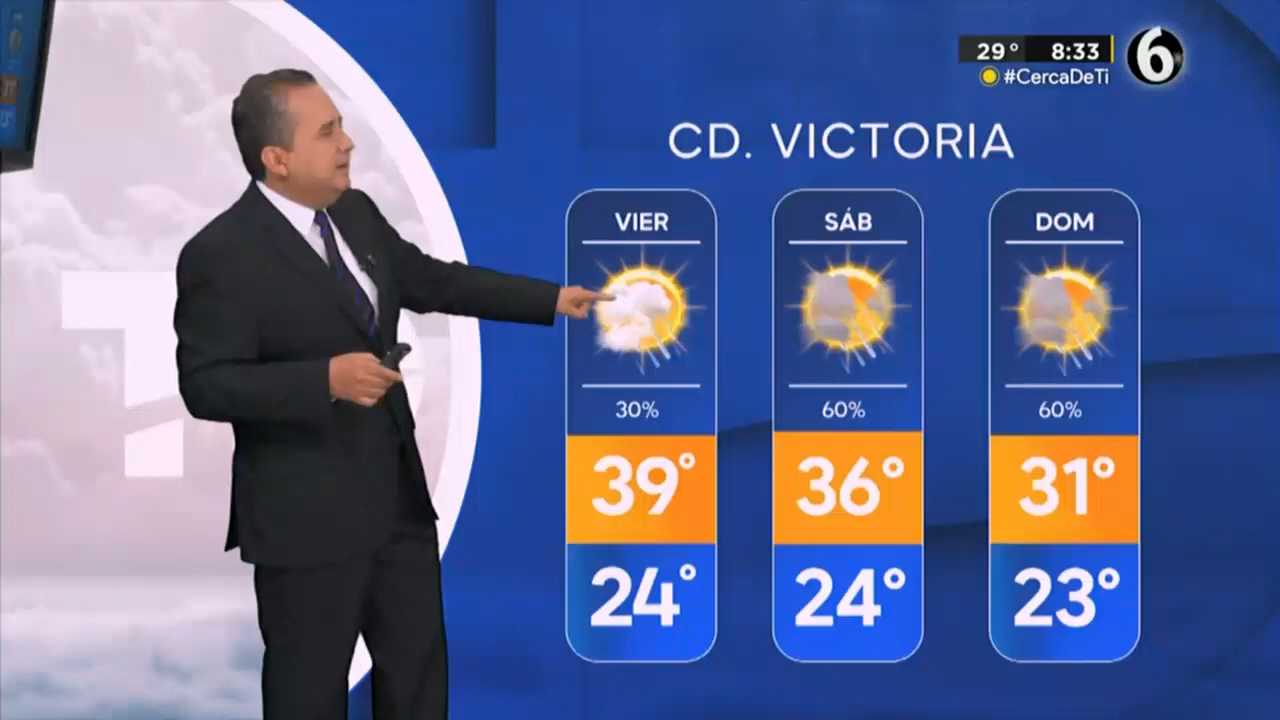 29° 8:33
6
#CercaDeTi
CD. VICTORIA
VIER SÁB DOM
30% 60% 60%
39° 36° 31°
24° 24° 23°